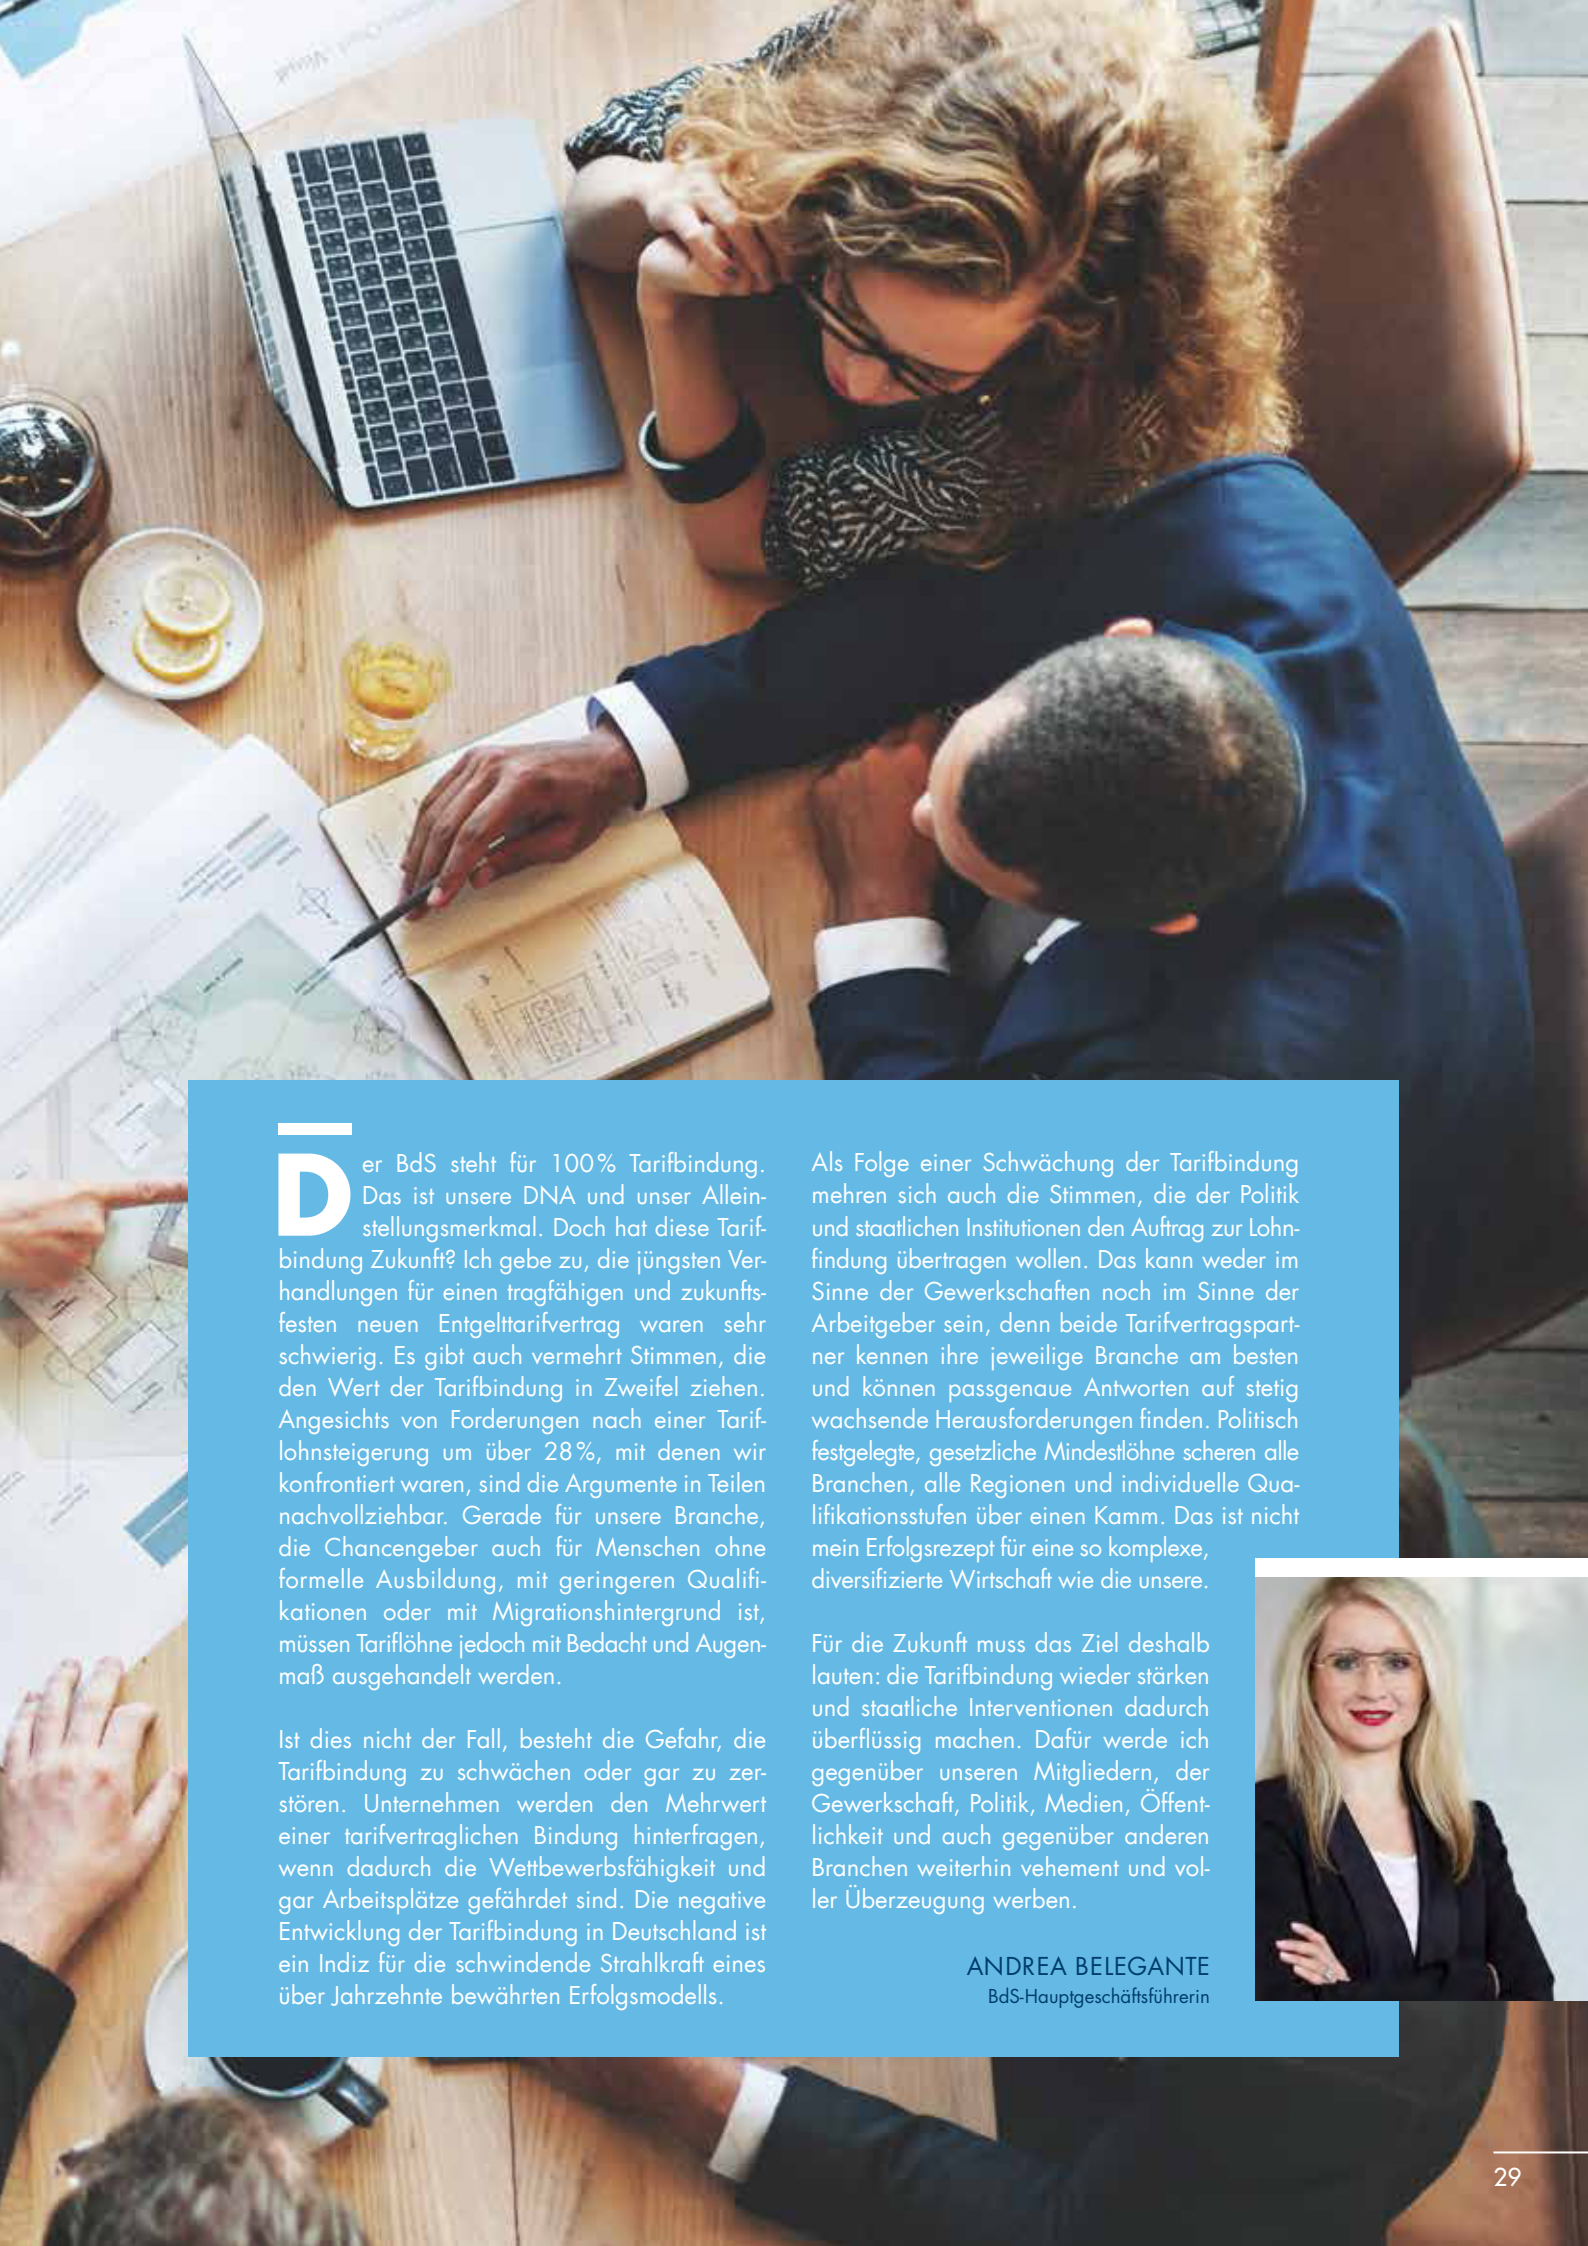 Der BdS steht für 100% Tarifbindung.
Das ist unsere DNA und unser Allein-
stellungsmerkmal. Doch hat diese Tarif-
bindung Zukunft? Ich gebe zu, die jüngsten Ver-
handlungen für einen tragfähigen und zukunfts-
festen neuen Entgelttarifvertrag waren sehr
schwierig. Es gibt auch vermehrt Stimmen, die
den Wert der Tarifbindung in Zweifel ziehen.
Angesichts von Forderungen nach einer Tarif-
lohnsteigerung um über 28%, mit denen wir
konfrontiert waren, sind die Argumente in Teilen
nachvollziehbar. Gerade für unsere Branche,
die Chancengeber auch für Menschen ohne
formelle Ausbildung, mit geringeren Qualifi-
kationen oder mit Migrationshintergrund ist,
müssen Tariflöhne jedoch mit Bedacht und Augen-
maß ausgehandelt werden.
Ist dies nicht der Fall, besteht die Gefahr, die
Tarifbindung zu schwächen oder gar zu zer-
stören. Unternehmen werden den Mehrwert
einer tarifvertraglichen Bindung hinterfragen,
wenn dadurch die Wettbewerbsfähigkeit und
gar Arbeitsplätze gefährdet sind. Die negative
Entwicklung der Tarifbindung in Deutschland ist
ein Indiz für die schwindende Strahlkraft eines
über Jahrzehnte bewährten Erfolgsmodells.
Als Folge einer Schwächung der Tarifbindung
mehren sich auch die Stimmen, die der Politik
und staatlichen Institutionen den Auftrag zur Lohn-
findung übertragen wollen. Das kann weder im
Sinne der Gewerkschaften noch im Sinne der
Arbeitgeber sein, denn beide Tarifvertragspart-
ner kennen ihre jeweilige Branche am besten
und können passgenaue Antworten auf stetig
wachsende Herausforderungen finden. Politisch
festgelegte, gesetzliche Mindestlöhne scheren alle
Branchen, alle Regionen und individuelle Qua-
lifikationsstufen über einen Kamm. Das ist nicht
mein Erfolgsrezept für eine so komplexe,
diversifizierte Wirtschaft wie die unsere.
Für die Zukunft muss das Ziel deshalb
lauten: die Tarifbindung wieder stärken
und staatliche Interventionen dadurch
überflüssig machen. Dafür werde ich
gegenüber unseren Mitgliedern, der
Gewerkschaft, Politik, Medien, Öffent-
lichkeit und auch gegenüber anderen
Branchen weiterhin vehement und vol-
ler Überzeugung werben.
ANDREA BELEGANTE
BdS-Hauptgeschäftsführerin
29